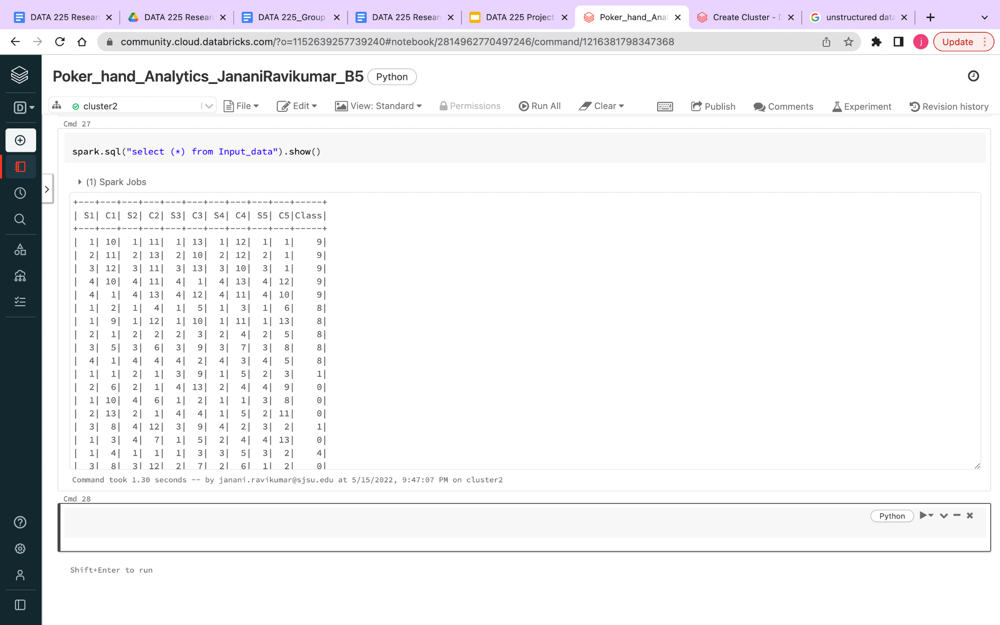 DATA 225 Resear
DATA 225 Resear
DATA 225_Group
DATA 225 Resear
DATA 225 Project
Poker_hand_Anal
Create Cluster - D
unstructured data
community.cloud.databricks.com/?o=1152639257739240#notebook/2814962770497246/command/1216381798347368
j
Update
Poker_hand_Analytics_JananiRavikumar_B5 Python
D
cluster2 File Edit View: Standard Permissions Run All Clear Publish Comments Experiment Revision history
Cmd 27
spark.sql("select (*) from Input_data").show()
(1) Spark Jobs
+---+---+---+---+---+---+---+---+---+---+-----+
| S1| C1| S2| C2| S3| C3| S4| C4| S5| C5|Class|
+---+---+---+---+---+---+---+---+---+---+-----+
|  1| 10|  1| 11|  1| 13|  1| 12|  1|  1|    9|
|  2| 11|  2| 13|  2| 10|  2| 12|  2|  1|    9|
|  3| 12|  3| 11|  3| 13|  3| 10|  3|  1|    9|
|  4| 10|  4| 11|  4|  1|  4| 13|  4| 12|    9|
|  4|  1|  4| 13|  4| 12|  4| 11|  4| 10|    9|
|  1|  2|  1|  4|  1|  5|  1|  3|  1|  6|    8|
|  1|  9|  1| 12|  1| 10|  1| 11|  1| 13|    8|
|  2|  1|  2|  2|  2|  3|  2|  4|  2|  5|    8|
|  3|  5|  3|  6|  3|  9|  3|  7|  3|  8|    8|
|  4|  1|  4|  4|  4|  2|  4|  3|  4|  5|    8|
|  1|  1|  2|  1|  3|  9|  1|  5|  2|  3|    1|
|  2|  6|  2|  1|  4| 13|  2|  4|  4|  9|    0|
|  1| 10|  4|  6|  1|  2|  1|  1|  3|  8|    0|
|  2| 13|  2|  1|  4|  4|  1|  5|  2| 11|    0|
|  3|  8|  4| 12|  3|  9|  4|  2|  3|  2|    1|
|  1|  3|  4|  7|  1|  5|  2|  4|  4| 13|    0|
|  1|  4|  1|  1|  1|  3|  3|  5|  3|  2|    4|
|  3|  8|  3| 12|  2|  7|  2|  6|  1|  2|    0|
Command took 1.30 seconds -- by janani.ravikumar@sjsu.edu at 5/15/2022, 9:47:07 PM on cluster2
Cmd 28
Python
Shift+Enter to run